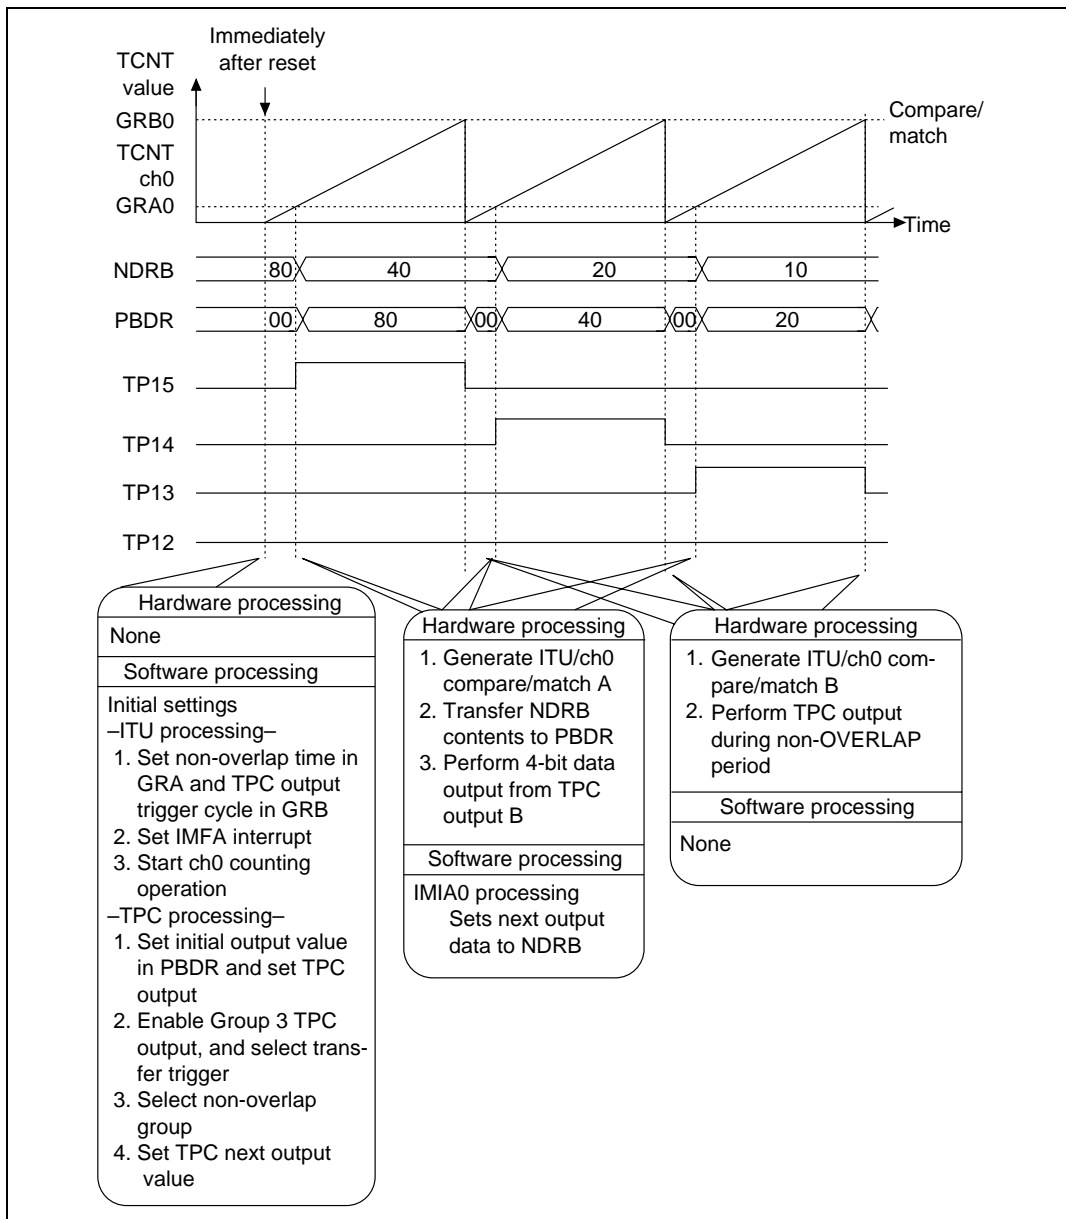 Immediately
after reset
TCNT
value
GRB0
TCNT
ch0
GRA0
Compare/
match
Time
NDRB 80 40 20 10
PBDR 00 80 00 40 00 20
TP15
TP14
TP13
TP12
Hardware processing
None
Software processing
Initial settings
–ITU processing–
1. Set non-overlap time in
GRA and TPC output
trigger cycle in GRB
2. Set IMFA interrupt
3. Start ch0 counting
operation
–TPC processing–
1. Set initial output value
in PBDR and set TPC
output
2. Enable Group 3 TPC
output, and select trans-
fer trigger
3. Select non-overlap
group
4. Set TPC next output
value
Hardware processing
1. Generate ITU/ch0
compare/match A
2. Transfer NDRB
contents to PBDR
3. Perform 4-bit data
output from TPC
output B
Software processing
IMIA0 processing
Sets next output
data to NDRB
Hardware processing
1. Generate ITU/ch0 com-
pare/match B
2. Perform TPC output
during non-OVERLAP
period
Software processing
None